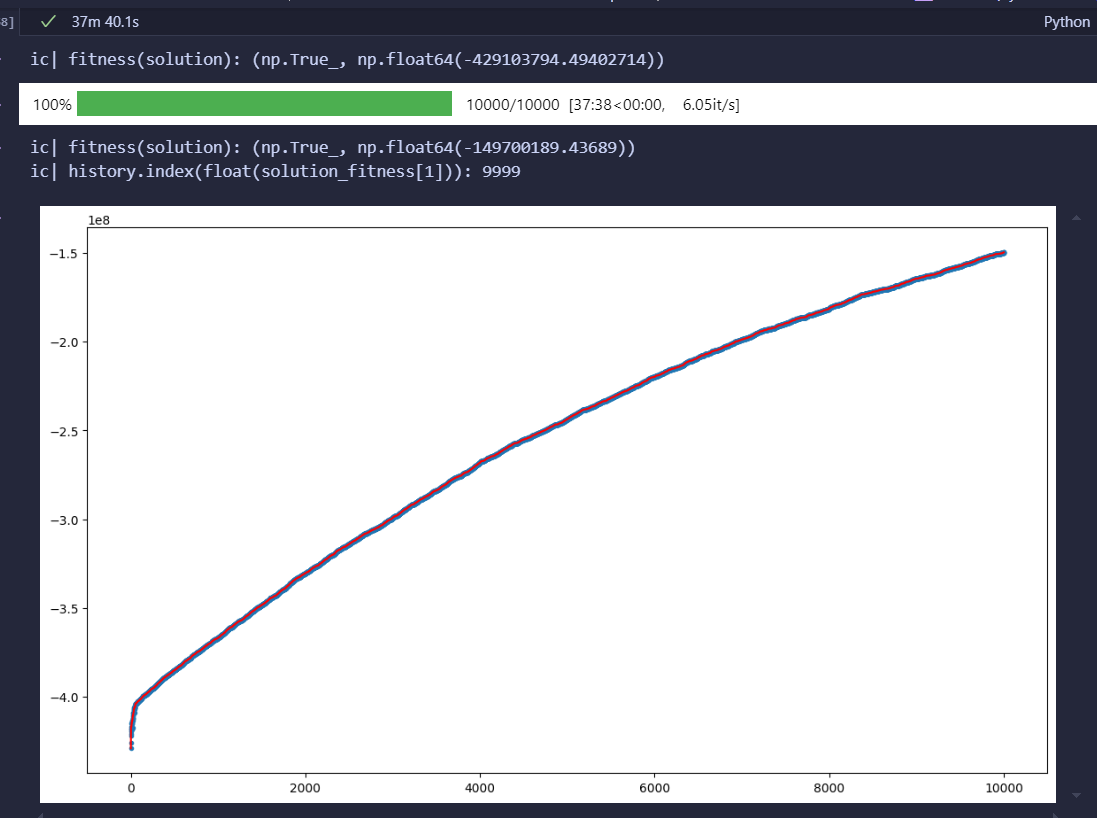 8] ✓ 37m 40.1s Python
ic| fitness(solution): (np.True_, np.float64(-429103794.49402714))
100% 10000/10000 [37:38<00:00, 6.05it/s]
ic| fitness(solution): (np.True_, np.float64(-149700189.43689))
ic| history.index(float(solution_fitness[1])): 9999
1e8
−1.5
−2.0
−2.5
−3.0
−3.5
−4.0
0 2000 4000 6000 8000 10000